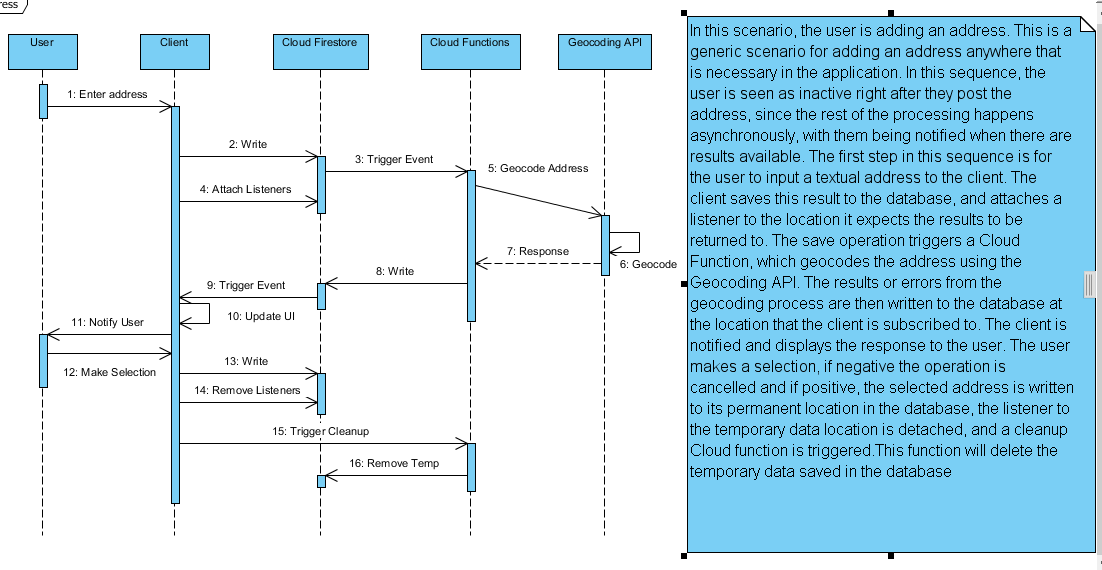 ress
User
Client
Cloud Firestore
Cloud Functions
Geocoding API
1: Enter address
2: Write
3: Trigger Event
4: Attach Listeners
5: Geocode Address
6: Geocode
7: Response
8: Write
9: Trigger Event
10: Update UI
11: Notify User
12: Make Selection
13: Write
14: Remove Listeners
15: Trigger Cleanup
16: Remove Temp
In this scenario, the user is adding an address. This is a
generic scenario for adding an address anywhere that
is necessary in the application. In this sequence, the
user is seen as inactive right after they post the
address, since the rest of the processing happens
asynchronously, with them being notified when there are
results available. The first step in this sequence is for
the user to input a textual address to the client. The
client saves this result to the database, and attaches a
listener to the location it expects the results to be
returned to. The save operation triggers a Cloud
Function, which geocodes the address using the
Geocoding API. The results or errors from the
geocoding process are then written to the database at
the location that the client is subscribed to. The client is
notified and displays the response to the user. The user
makes a selection, if negative the operation is
cancelled and if positive, the selected address is written
to its permanent location in the database, the listener to
the temporary data location is detached, and a cleanup
Cloud function is triggered.This function will delete the
temporary data saved in the database